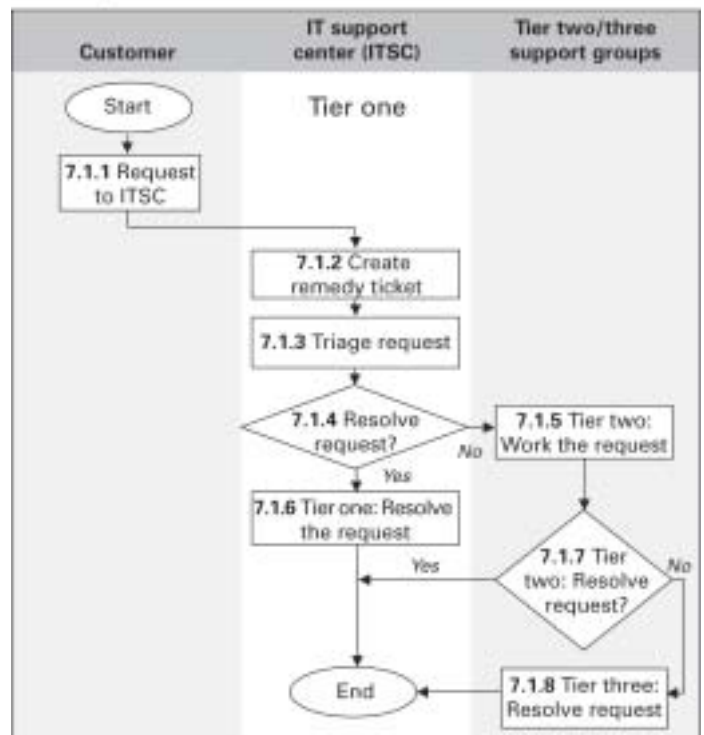 Customer
IT support
center (ITSC)
Tier two/three
support groups
Start
Tier one
7.1.1 Request
to ITSC
7.1.2 Create
remedy ticket
7.1.3 Triage request
7.1.4 Resolve
request?
No
7.1.5 Tier two:
Work the request
Yes
7.1.6 Tier one: Resolve
the request
7.1.7 Tier
two: Resolve
request?
Yes
No
End
7.1.8 Tier three:
Resolve request